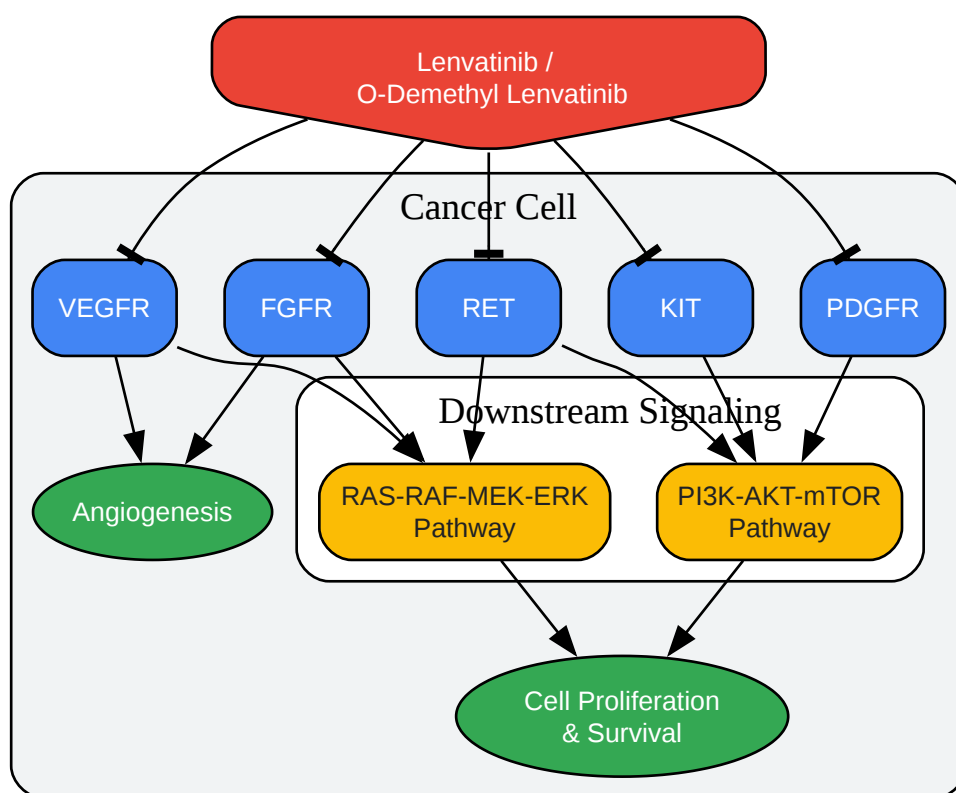 Lenvatinib /
O-Demethyl Lenvatinib
Cancer Cell
VEGFR
FGFR
RET
KIT
PDGFR
Downstream Signaling
Angiogenesis
RAS-RAF-MEK-ERK
Pathway
PI3K-AKT-mTOR
Pathway
Cell Proliferation
& Survival